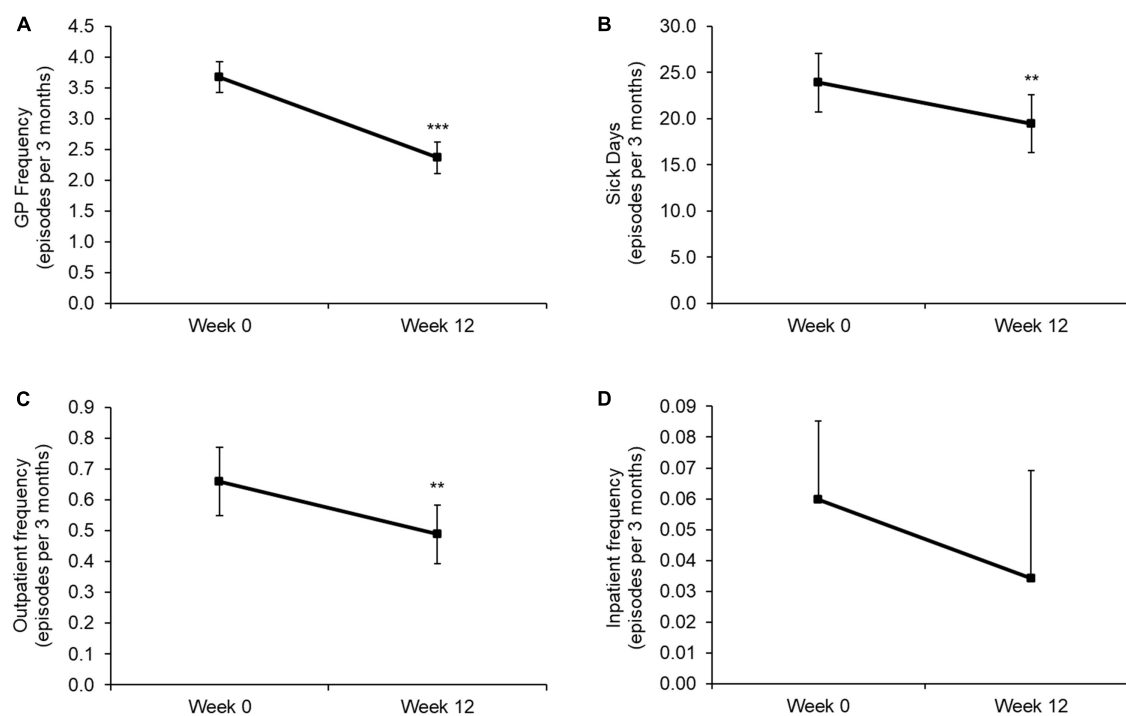 A
GP Frequency
(episodes per 3 months)
4.5
4.0
3.5
3.0
2.5
2.0
1.5
1.0
0.5
0.0
***
Week 0 Week 12
B
Sick Days
(episodes per 3 months)
30.0
25.0
20.0
15.0
10.0
5.0
0.0
**
Week 0 Week 12
C
Outpatient frequency
(episodes per 3 months)
0.9
0.8
0.7
0.6
0.5
0.4
0.3
0.2
0.1
0.0
**
Week 0 Week 12
D
Inpatient frequency
(episodes per 3 months)
0.09
0.08
0.07
0.06
0.05
0.04
0.03
0.02
0.01
0.00
Week 0 Week 12